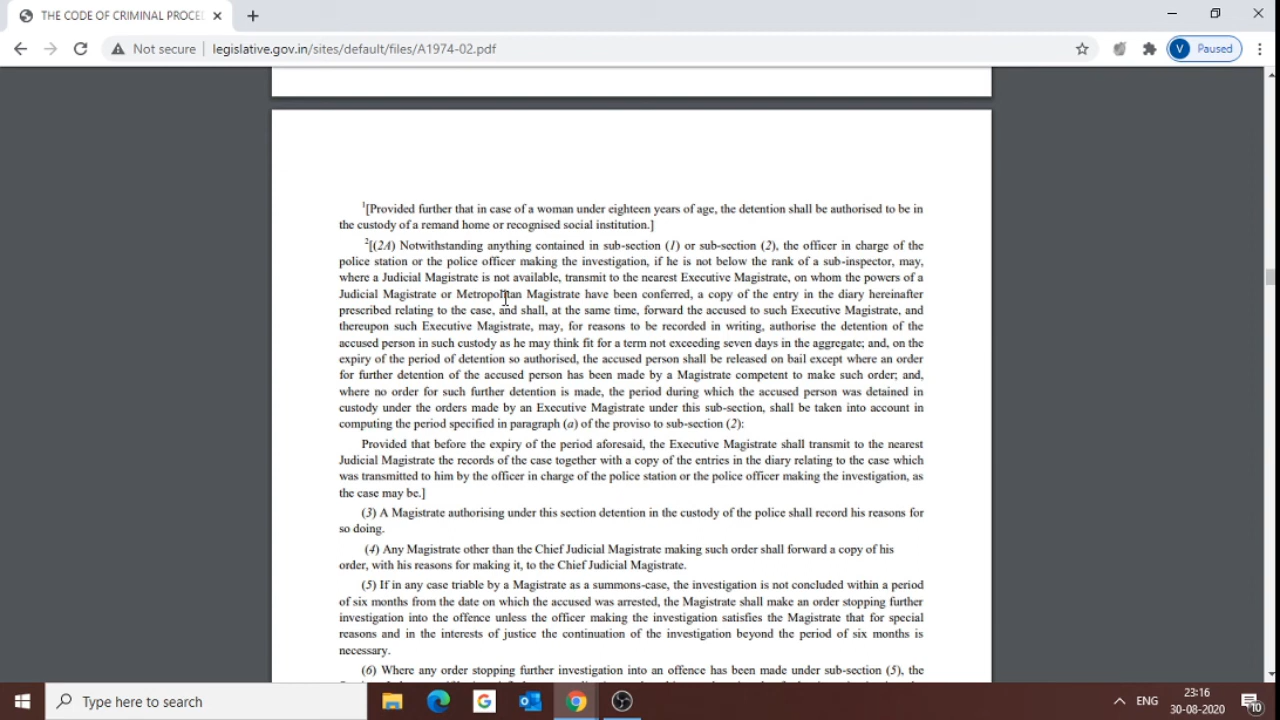 THE CODE OF CRIMINAL PROCE
Not secure
legislative.gov.in/sites/default/files/A1974-02.pdf
V
Paused
1[Provided further that in case of a woman under eighteen years of age, the detention shall be authorised to be in
the custody of a remand home or recognised social institution.]
2[(2A) Notwithstanding anything contained in sub-section (1) or sub-section (2), the officer in charge of the
police station or the police officer making the investigation, if he is not below the rank of a sub-inspector, may,
where a Judicial Magistrate is not available, transmit to the nearest Executive Magistrate, on whom the powers of a
Judicial Magistrate or Metropolitan Magistrate have been conferred, a copy of the entry in the diary hereinafter
prescribed relating to the case, and shall, at the same time, forward the accused to such Executive Magistrate, and
thereupon such Executive Magistrate, may, for reasons to be recorded in writing, authorise the detention of the
accused person in such custody as he may think fit for a term not exceeding seven days in the aggregate; and, on the
expiry of the period of detention so authorised, the accused person shall be released on bail except where an order
for further detention of the accused person has been made by a Magistrate competent to make such order; and,
where no order for such further detention is made, the period during which the accused person was detained in
custody under the orders made by an Executive Magistrate under this sub-section, shall be taken into account in
computing the period specified in paragraph (a) of the proviso to sub-section (2):
Provided that before the expiry of the period aforesaid, the Executive Magistrate shall transmit to the nearest
Judicial Magistrate the records of the case together with a copy of the entries in the diary relating to the case which
was transmitted to him by the officer in charge of the police station or the police officer making the investigation, as
the case may be.]
(3) A Magistrate authorising under this section detention in the custody of the police shall record his reasons for
so doing.
(4) Any Magistrate other than the Chief Judicial Magistrate making such order shall forward a copy of his
order, with his reasons for making it, to the Chief Judicial Magistrate.
(5) If in any case triable by a Magistrate as a summons-case, the investigation is not concluded within a period
of six months from the date on which the accused was arrested, the Magistrate shall make an order stopping further
investigation into the offence unless the officer making the investigation satisfies the Magistrate that for special
reasons and in the interests of justice the continuation of the investigation beyond the period of six months is
necessary.
(6) Where any order stopping further investigation into an offence has been made under sub-section (5), the
Type here to search
ENG
23:16
30-08-2020
10